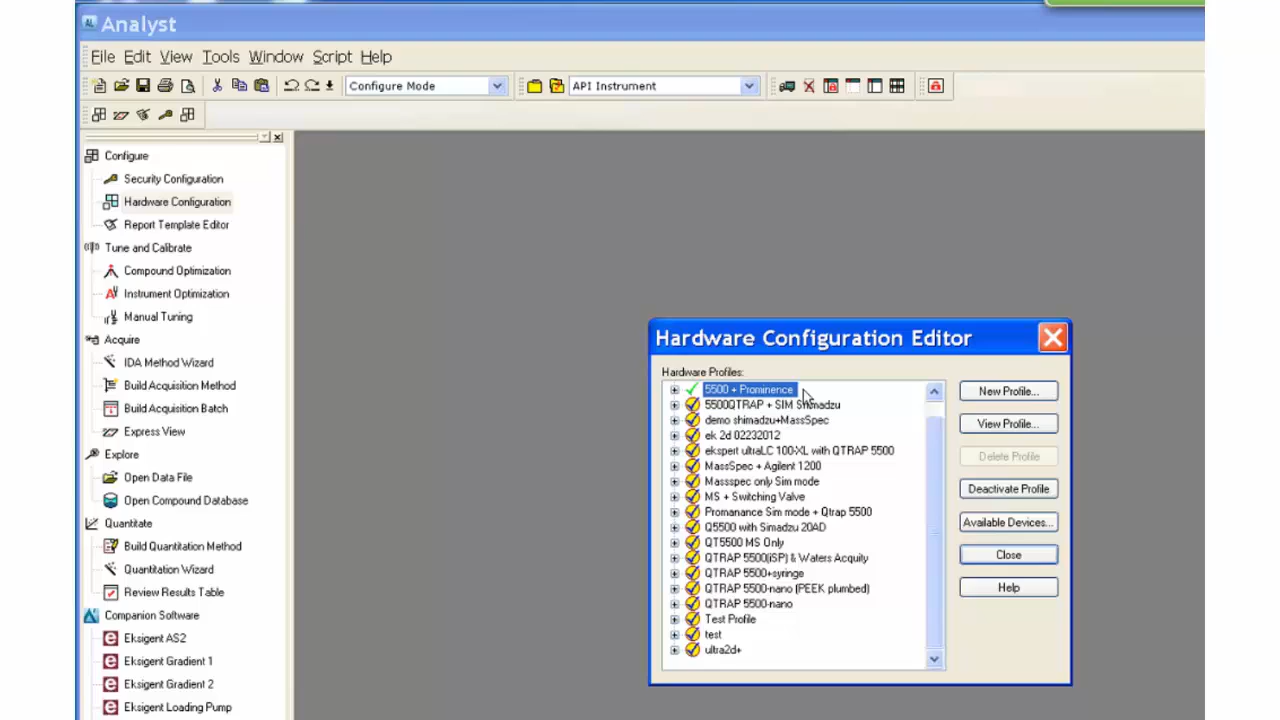 Analyst
File Edit View Tools Window Script Help
Configure Mode
API Instrument
Configure
Security Configuration
Hardware Configuration
Report Template Editor
Tune and Calibrate
Compound Optimization
Instrument Optimization
Manual Tuning
Acquire
IDA Method Wizard
Build Acquisition Method
Build Acquisition Batch
Express View
Explore
Open Data File
Open Compound Database
Quantitate
Build Quantitation Method
Quantitation Wizard
Review Results Table
Companion Software
Eksigent AS2
Eksigent Gradient 1
Eksigent Gradient 2
Eksigent Loading Pump
Hardware Configuration Editor
Hardware Profiles:
5500 + Prominence
5500QTRAP + SIM Shimadzu
demo shimadzu+MassSpec
ek 2d 02232012
ekspert ultraLC 100-XL with QTRAP 5500
MassSpec + Agilent 1200
Massspec only Sim mode
MS + Switching Valve
Promanance Sim mode + Qtrap 5500
Q5500 with Simadzu 20AD
QT5500 MS Only
QTRAP 5500(iSP) & Waters Acquity
QTRAP 5500+syringe
QTRAP 5500-nano (PEEK plumbed)
QTRAP 5500-nano
Test Profile
test
ultra2d+
New Profile...
View Profile...
Delete Profile
Deactivate Profile
Available Devices...
Close
Help